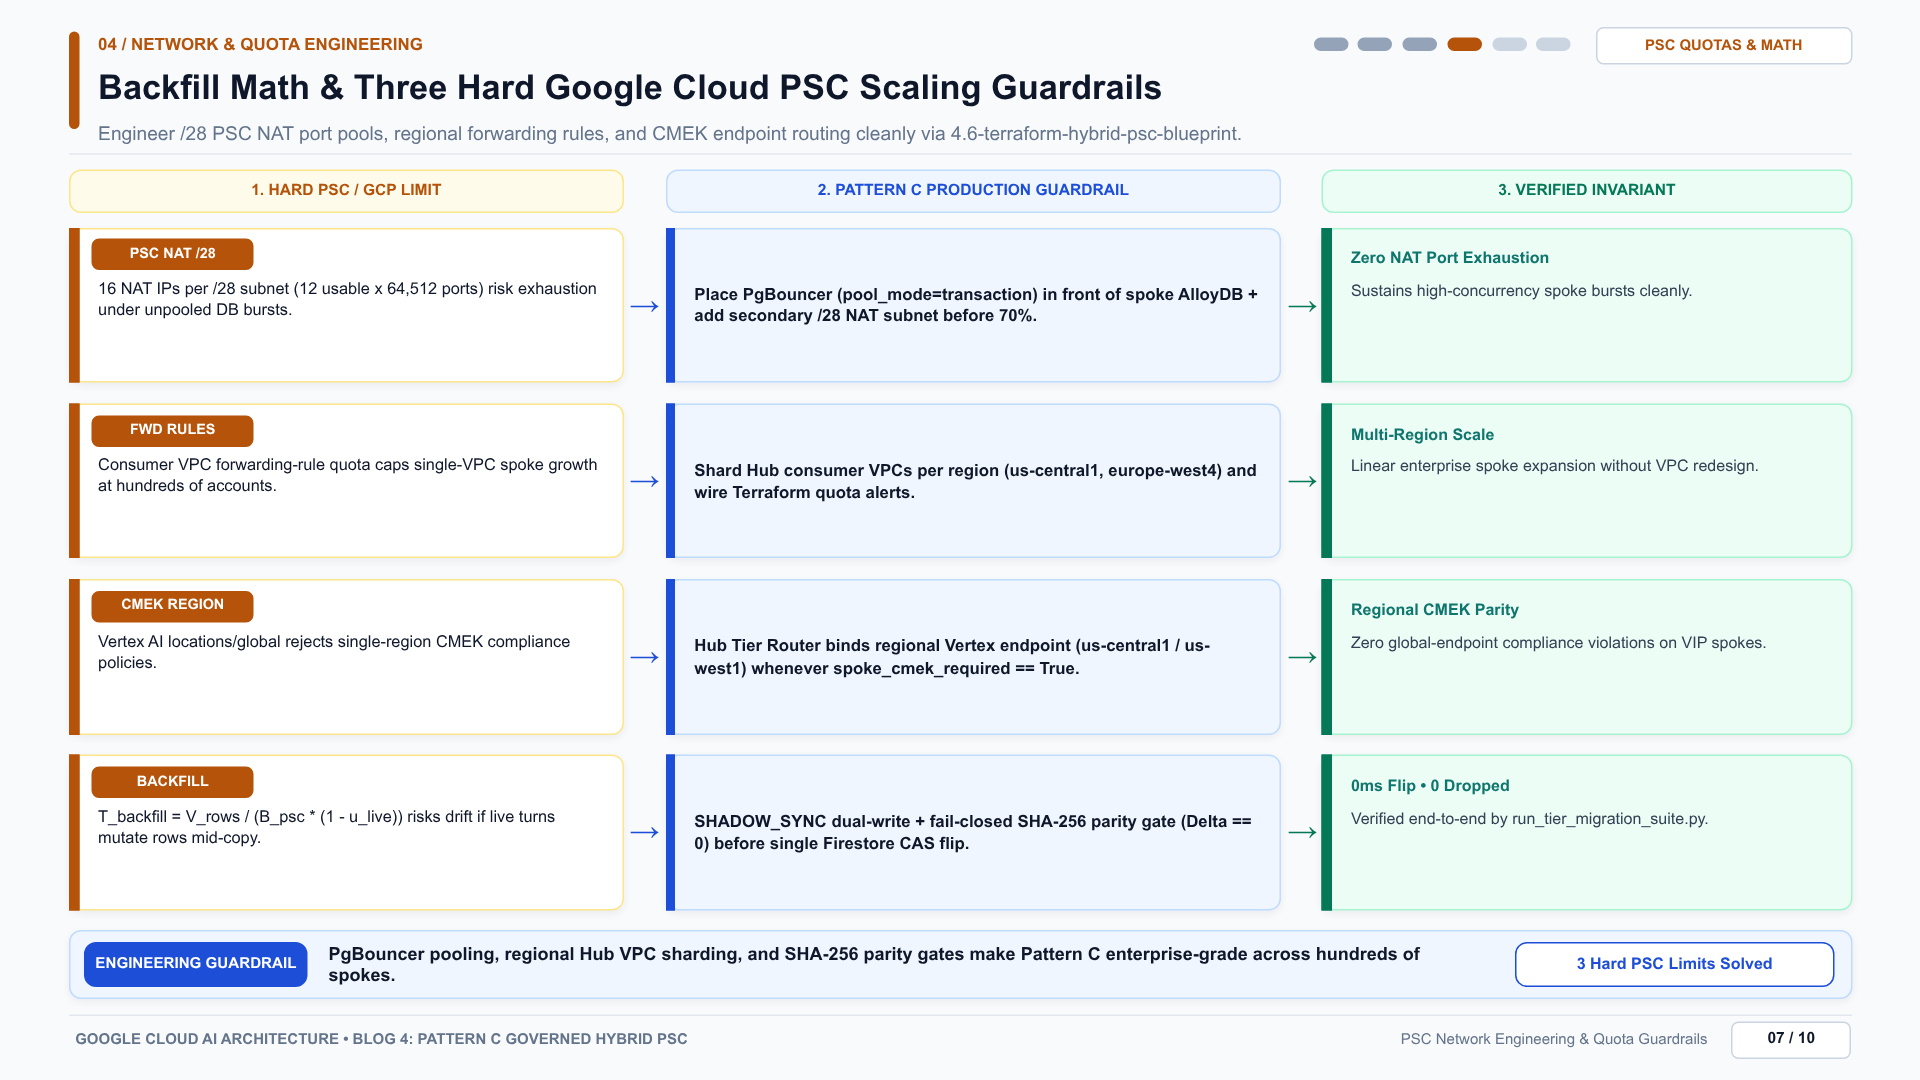 04 / NETWORK & QUOTA ENGINEERING
PSC QUOTAS & MATH
Backfill Math & Three Hard Google Cloud PSC Scaling Guardrails
Engineer /28 PSC NAT port pools, regional forwarding rules, and CMEK endpoint routing cleanly via 4.6-terraform-hybrid-psc-blueprint.
1. HARD PSC / GCP LIMIT
2. PATTERN C PRODUCTION GUARDRAIL
3. VERIFIED INVARIANT
PSC NAT /28
16 NAT IPs per /28 subnet (12 usable x 64,512 ports) risk exhaustion
under unpooled DB bursts.
→
Place PgBouncer (pool_mode=transaction) in front of spoke AlloyDB +
add secondary /28 NAT subnet before 70%.
→
Zero NAT Port Exhaustion
Sustains high-concurrency spoke bursts cleanly.
FWD RULES
Consumer VPC forwarding-rule quota caps single-VPC spoke growth
at hundreds of accounts.
→
Shard Hub consumer VPCs per region (us-central1, europe-west4) and
wire Terraform quota alerts.
→
Multi-Region Scale
Linear enterprise spoke expansion without VPC redesign.
CMEK REGION
Vertex AI locations/global rejects single-region CMEK compliance
policies.
→
Hub Tier Router binds regional Vertex endpoint (us-central1 / us-
west1) whenever spoke_cmek_required == True.
→
Regional CMEK Parity
Zero global-endpoint compliance violations on VIP spokes.
BACKFILL
T_backfill = V_rows / (B_psc * (1 - u_live)) risks drift if live turns
mutate rows mid-copy.
→
SHADOW_SYNC dual-write + fail-closed SHA-256 parity gate (Delta ==
0) before single Firestore CAS flip.
→
0ms Flip • 0 Dropped
Verified end-to-end by run_tier_migration_suite.py.
ENGINEERING GUARDRAIL
PgBouncer pooling, regional Hub VPC sharding, and SHA-256 parity gates make Pattern C enterprise-grade across hundreds of
spokes.
3 Hard PSC Limits Solved
GOOGLE CLOUD AI ARCHITECTURE • BLOG 4: PATTERN C GOVERNED HYBRID PSC
PSC Network Engineering & Quota Guardrails
07 / 10